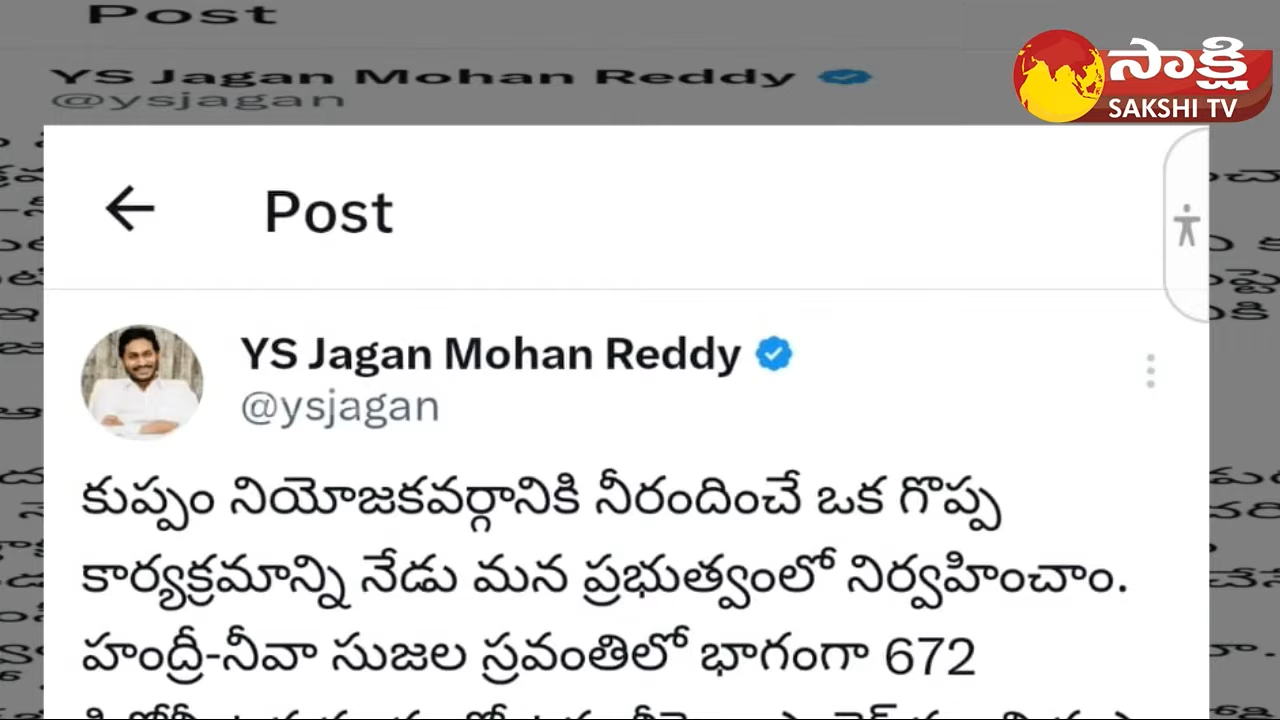 Post
YS Jagan Mohan Reddy
@ysjagan
సాక్షి
SAKSHI TV
Post
YS Jagan Mohan Reddy
@ysjagan
కుప్పం నియోజకవర్గానికి నీరందించే ఒక గొప్ప
కార్యక్రమాన్ని నేడు మన ప్రభుత్వంలో నిర్వహించాం.
హంద్రీ-నీవా సుజల స్రవంతిలో భాగంగా 672